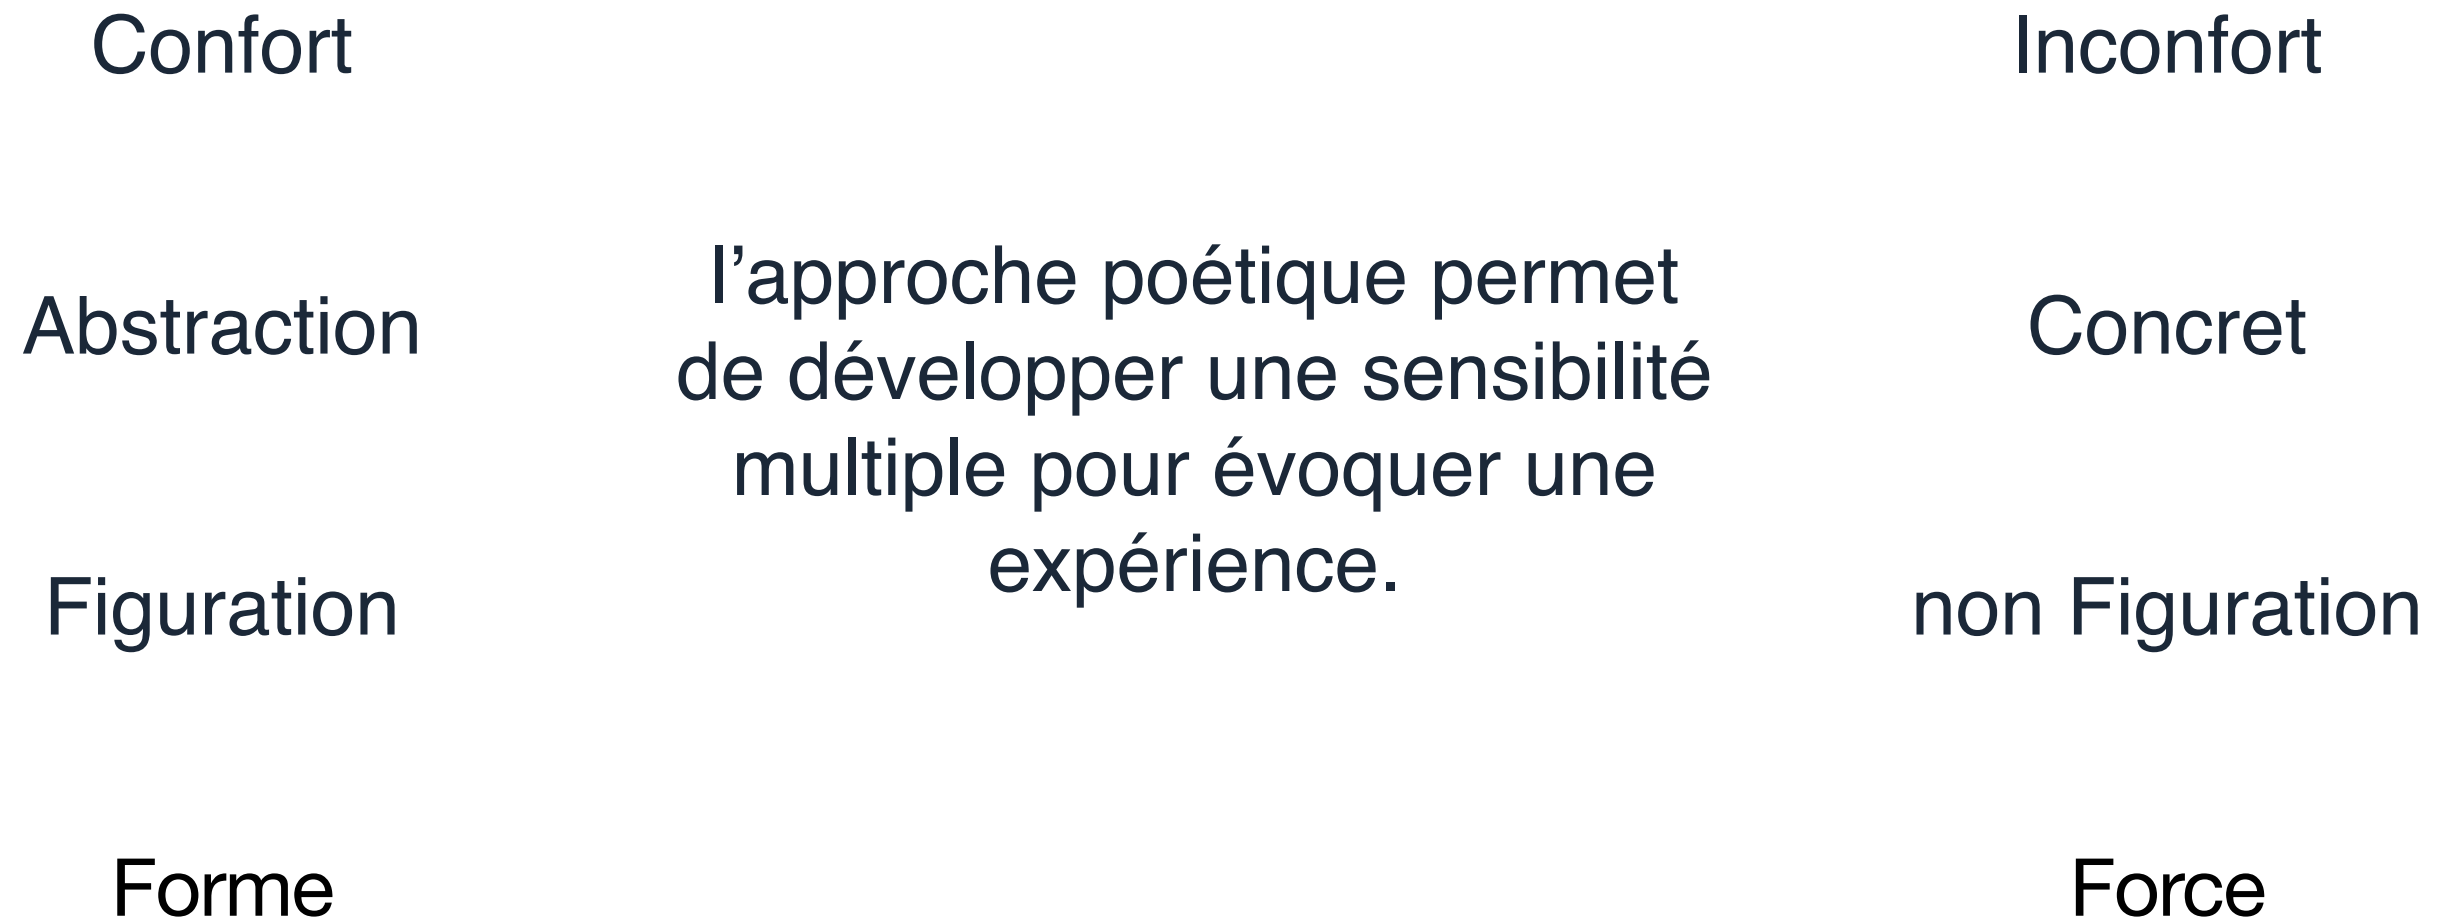 Confort
Inconfort
Abstraction
l’approche poétique permet
de développer une sensibilité
multiple pour évoquer une
expérience.
Concret
Figuration
non Figuration
Forme
Force